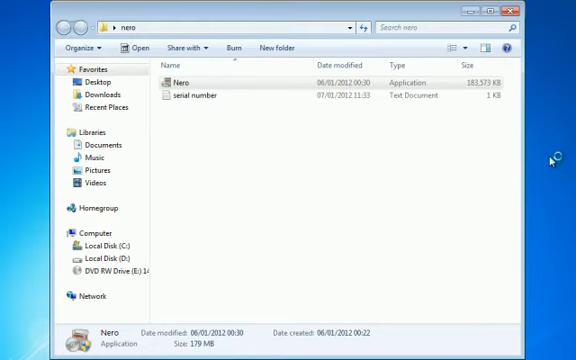 nero
Search nero
Organize Open Share with Burn New folder
Name Date modified Type Size
Favorites
Nero 06/01/2012 00:30 Application 183,573 KB
Desktop
serial number 07/01/2012 11:33 Text Document 1 KB
Downloads
Recent Places
Libraries
Documents
Music
Pictures
Videos
Homegroup
Computer
Local Disk (C:)
Local Disk (D:)
DVD RW Drive (E:) 14
Network
Nero Date modified: 06/01/2012 00:30 Date created: 06/01/2012 00:22
Application Size: 179 MB